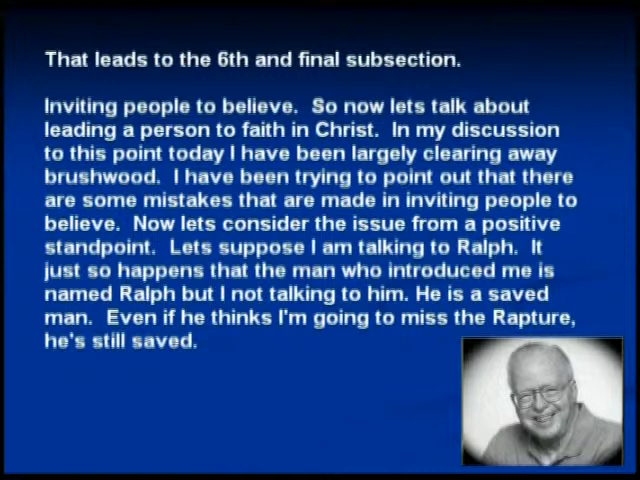 That leads to the 6th and final subsection.
Inviting people to believe.  So now lets talk about
leading a person to faith in Christ.  In my discussion
to this point today I have been largely clearing away
brushwood.  I have been trying to point out that there
are some mistakes that are made in inviting people to
believe.  Now lets consider the issue from a positive
standpoint.  Lets suppose I am talking to Ralph.  It
just so happens that the man who introduced me is
named Ralph but I not talking to him. He is a saved
man.  Even if he thinks I'm going to miss the Rapture,
he's still saved.